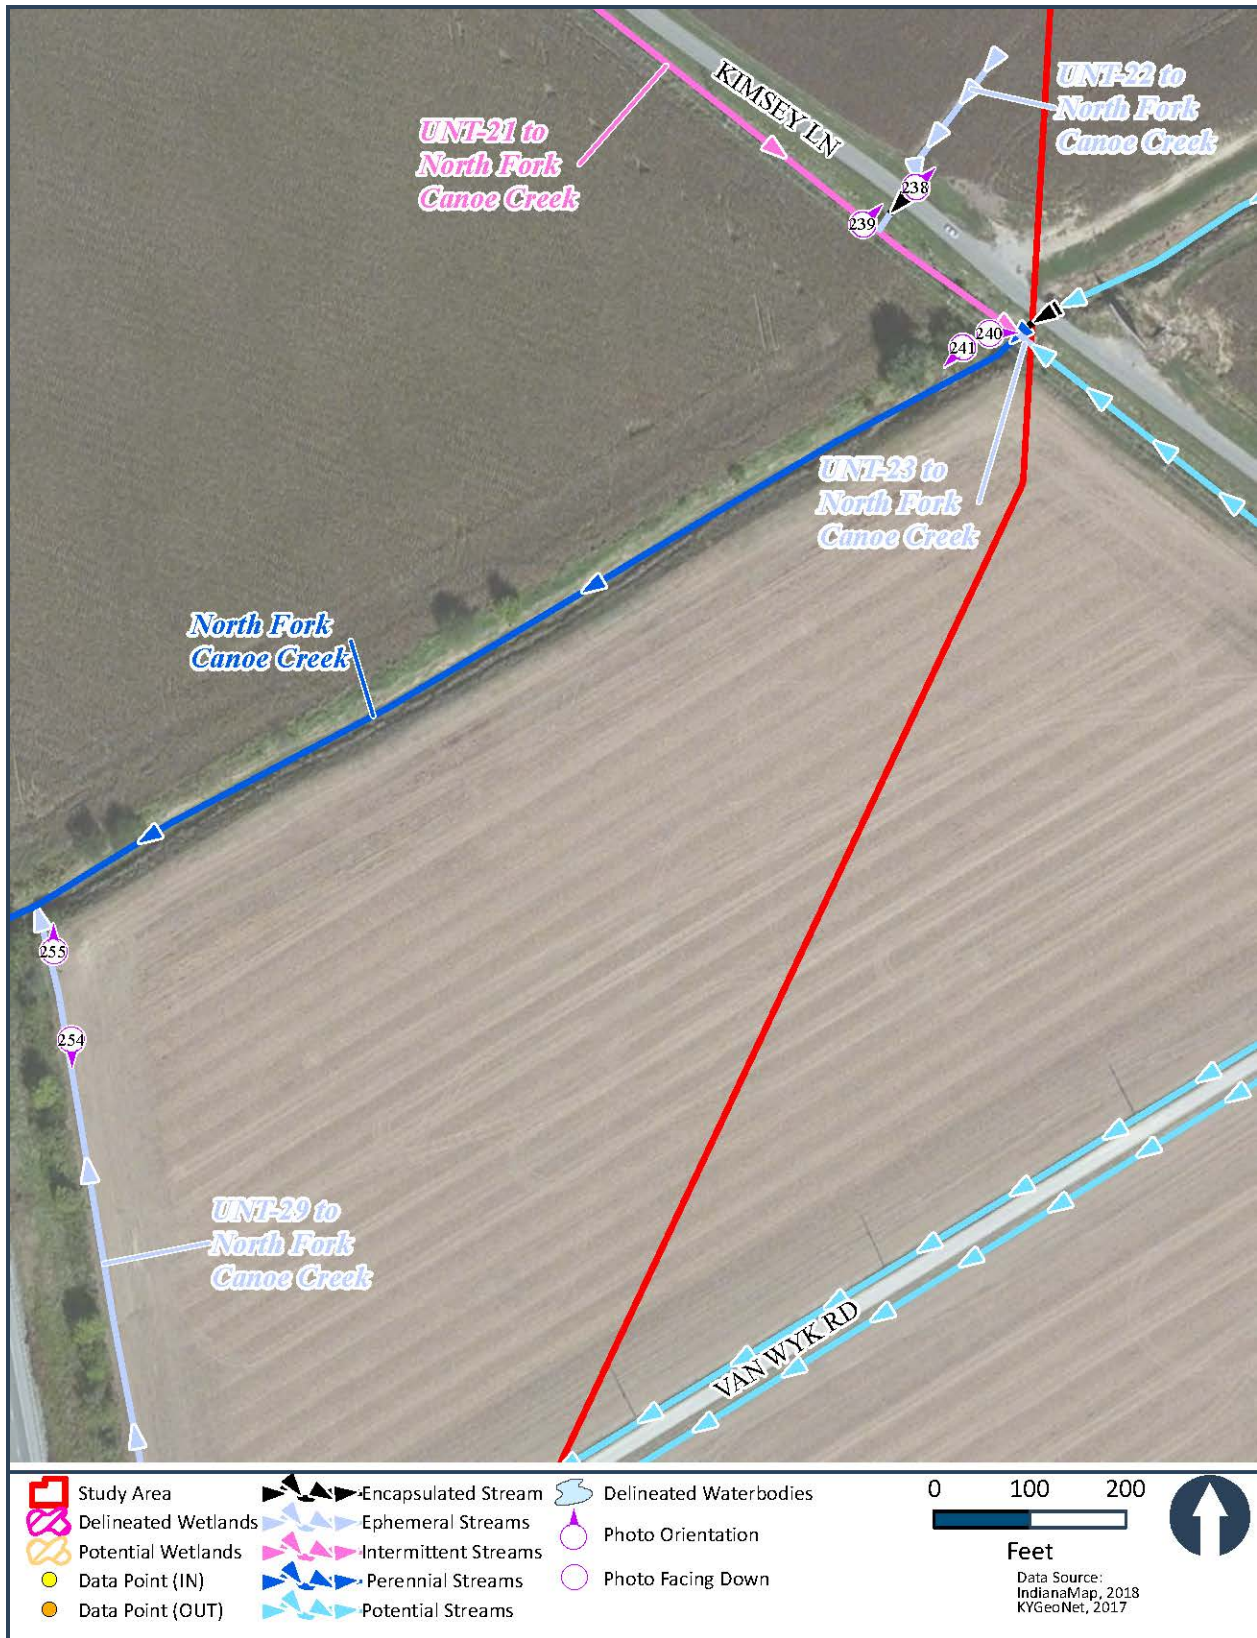 KIMSEY LN
UNT-22 to
North Fork
Canoe Creek
UNT-21 to
North Fork
Canoe Creek
238
239
240
241
UNT-23 to
North Fork
Canoe Creek
North Fork
Canoe Creek
255
254
UNT-29 to
North Fork
Canoe Creek
VAN WYK RD
Study Area
Delineated Wetlands
Potential Wetlands
Data Point (IN)
Data Point (OUT)
Encapsulated Stream
Ephemeral Streams
Intermittent Streams
Perennial Streams
Potential Streams
Delineated Waterbodies
Photo Orientation
Photo Facing Down
0 100 200
Feet
Data Source:
IndianaMap, 2018
KYGeoNet, 2017